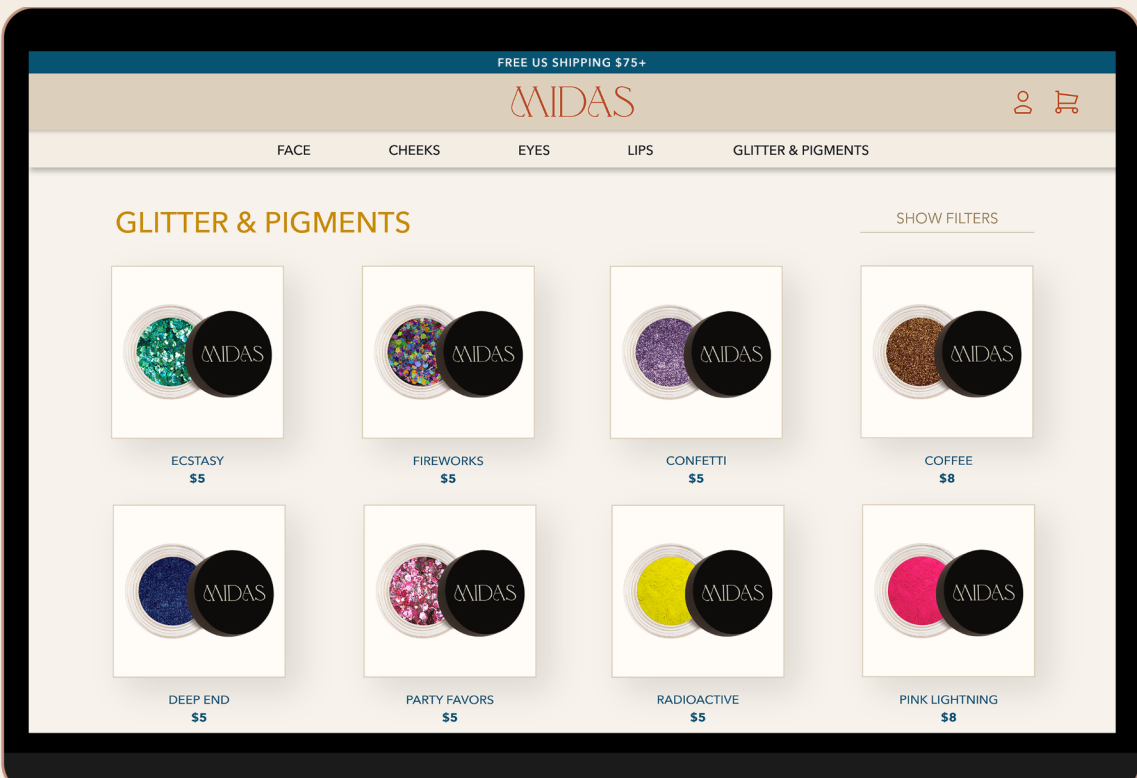 FREE US SHIPPING $75+
MIDAS
FACE CHEEKS EYES LIPS GLITTER & PIGMENTS
GLITTER & PIGMENTS
SHOW FILTERS
MIDAS MIDAS MIDAS MIDAS
ECSTASY FIREWORKS CONFETTI COFFEE
$5 $5 $5 $8
MIDAS MIDAS MIDAS MIDAS
DEEP END PARTY FAVORS RADIOACTIVE PINK LIGHTNING
$5 $5 $5 $8